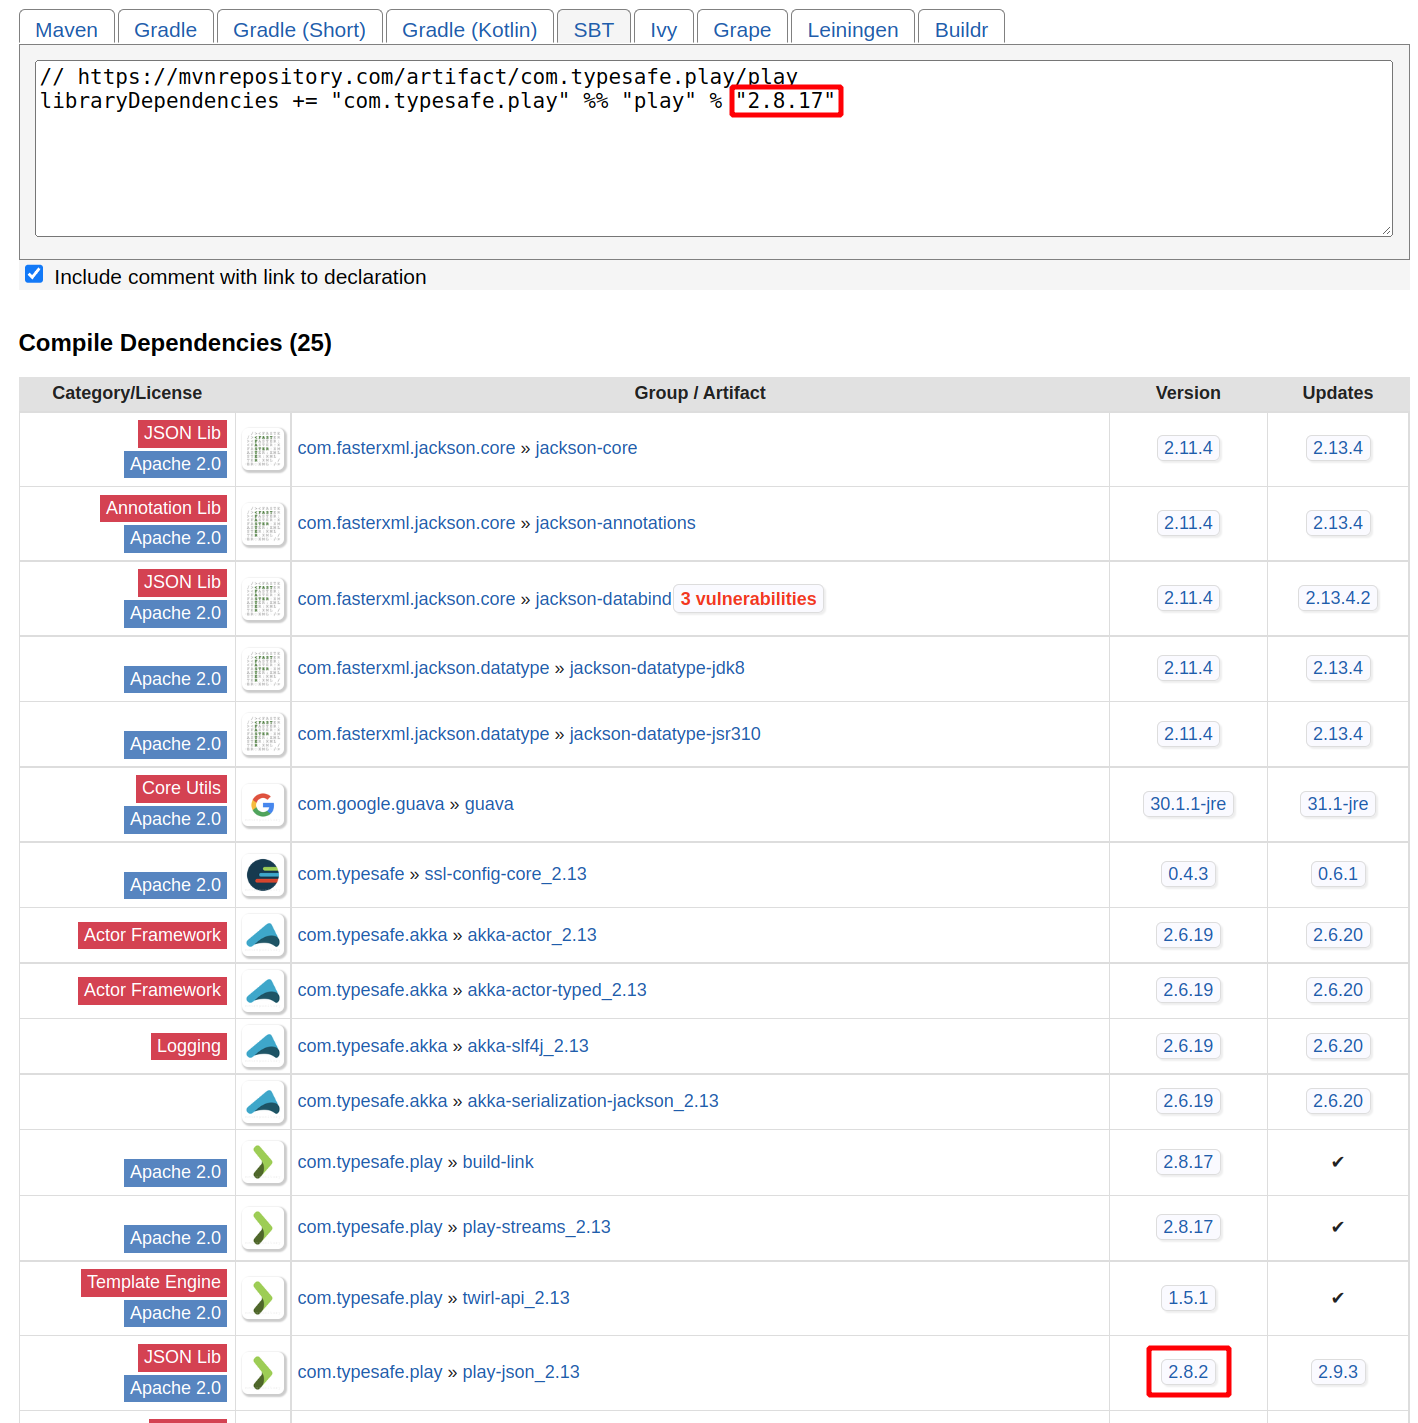 Maven Gradle Gradle (Short) Gradle (Kotlin) SBT Ivy Grape Leiningen Buildr
// https://mvnrepository.com/artifact/com.typesafe.play/play
libraryDependencies += "com.typesafe.play" %% "play" % "2.8.17"
Include comment with link to declaration
Compile Dependencies (25)
Category/License Group / Artifact Version Updates
JSON Lib
Apache 2.0
com.fasterxml.jackson.core » jackson-core 2.11.4 2.13.4
Annotation Lib
Apache 2.0
com.fasterxml.jackson.core » jackson-annotations 2.11.4 2.13.4
JSON Lib
Apache 2.0
com.fasterxml.jackson.core » jackson-databind 3 vulnerabilities 2.11.4 2.13.4.2
Apache 2.0
com.fasterxml.jackson.datatype » jackson-datatype-jdk8 2.11.4 2.13.4
Apache 2.0
com.fasterxml.jackson.datatype » jackson-datatype-jsr310 2.11.4 2.13.4
Core Utils
Apache 2.0
com.google.guava » guava 30.1.1-jre 31.1-jre
Apache 2.0
com.typesafe » ssl-config-core_2.13 0.4.3 0.6.1
Actor Framework com.typesafe.akka » akka-actor_2.13 2.6.19 2.6.20
Actor Framework com.typesafe.akka » akka-actor-typed_2.13 2.6.19 2.6.20
Logging com.typesafe.akka » akka-slf4j_2.13 2.6.19 2.6.20
com.typesafe.akka » akka-serialization-jackson_2.13 2.6.19 2.6.20
Apache 2.0
com.typesafe.play » build-link 2.8.17 ✔
Apache 2.0
com.typesafe.play » play-streams_2.13 2.8.17 ✔
Template Engine
Apache 2.0
com.typesafe.play » twirl-api_2.13 1.5.1 ✔
JSON Lib
Apache 2.0
com.typesafe.play » play-json_2.13 2.8.2 2.9.3